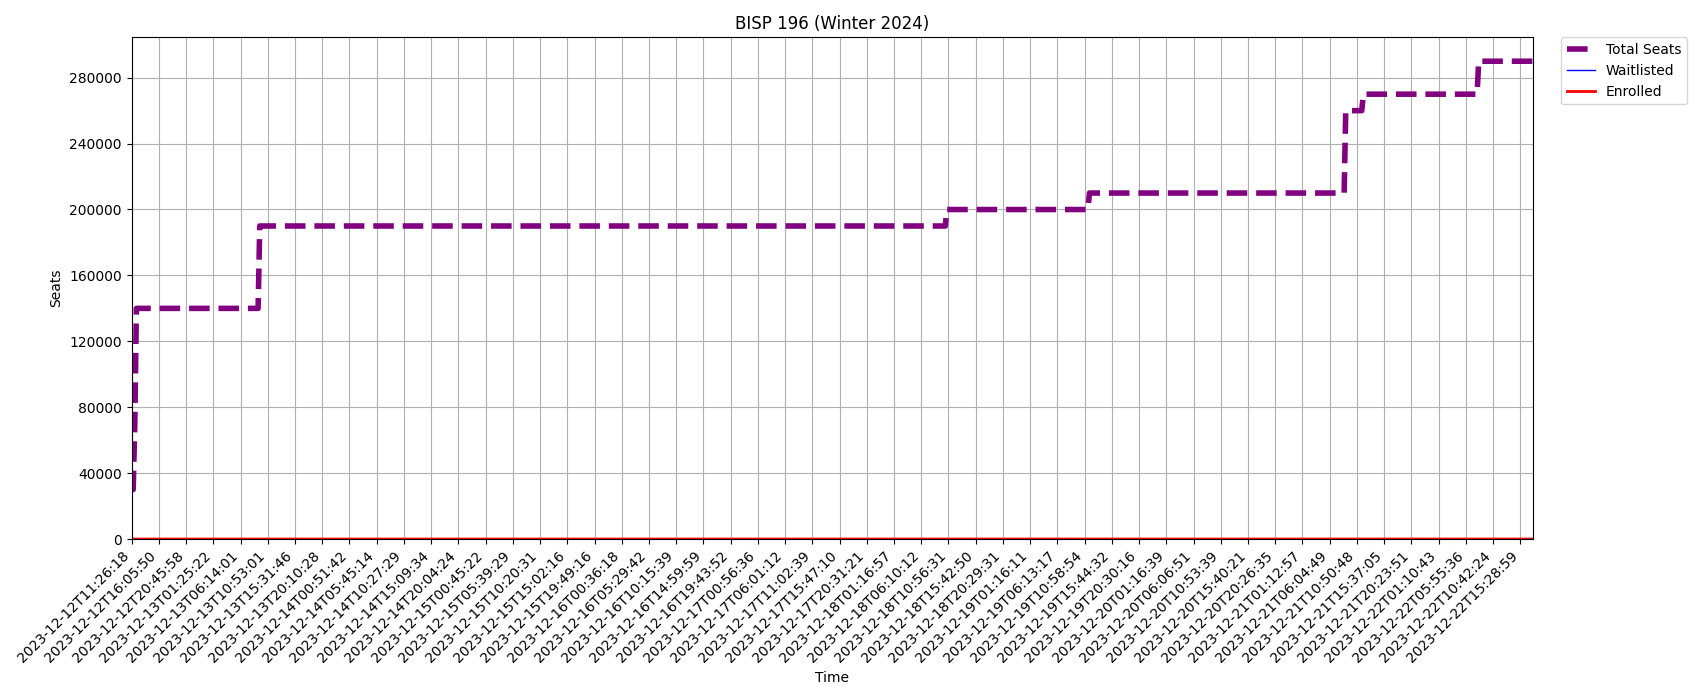 BISP 196 (Winter 2024)
Total Seats
Waitlisted
Enrolled
280000
240000
200000
160000
120000
80000
40000
0
Seats
2023-12-12T11:26:18
2023-12-12T16:05:50
2023-12-12T20:45:58
2023-12-13T01:25:22
2023-12-13T06:14:01
2023-12-13T10:53:01
2023-12-13T15:31:46
2023-12-13T20:10:28
2023-12-14T00:51:42
2023-12-14T05:45:14
2023-12-14T10:27:29
2023-12-14T15:09:34
2023-12-14T20:04:24
2023-12-15T00:45:22
2023-12-15T05:39:29
2023-12-15T10:20:31
2023-12-15T15:02:16
2023-12-15T19:49:16
2023-12-16T00:36:18
2023-12-16T05:29:42
2023-12-16T10:15:39
2023-12-16T14:59:59
2023-12-16T19:43:52
2023-12-17T00:56:36
2023-12-17T06:01:12
2023-12-17T11:02:39
2023-12-17T15:47:10
2023-12-17T20:31:21
2023-12-18T01:16:57
2023-12-18T06:10:12
2023-12-18T10:56:31
2023-12-18T15:42:50
2023-12-18T20:29:31
2023-12-19T01:16:11
2023-12-19T06:13:17
2023-12-19T10:58:54
2023-12-19T15:44:32
2023-12-19T20:30:16
2023-12-20T01:16:39
2023-12-20T06:06:51
2023-12-20T10:53:39
2023-12-20T15:40:21
2023-12-20T20:26:35
2023-12-21T01:12:57
2023-12-21T06:04:49
2023-12-21T10:50:48
2023-12-21T15:37:05
2023-12-21T20:23:51
2023-12-22T01:10:43
2023-12-22T05:55:36
2023-12-22T10:42:24
2023-12-22T15:28:59
Time